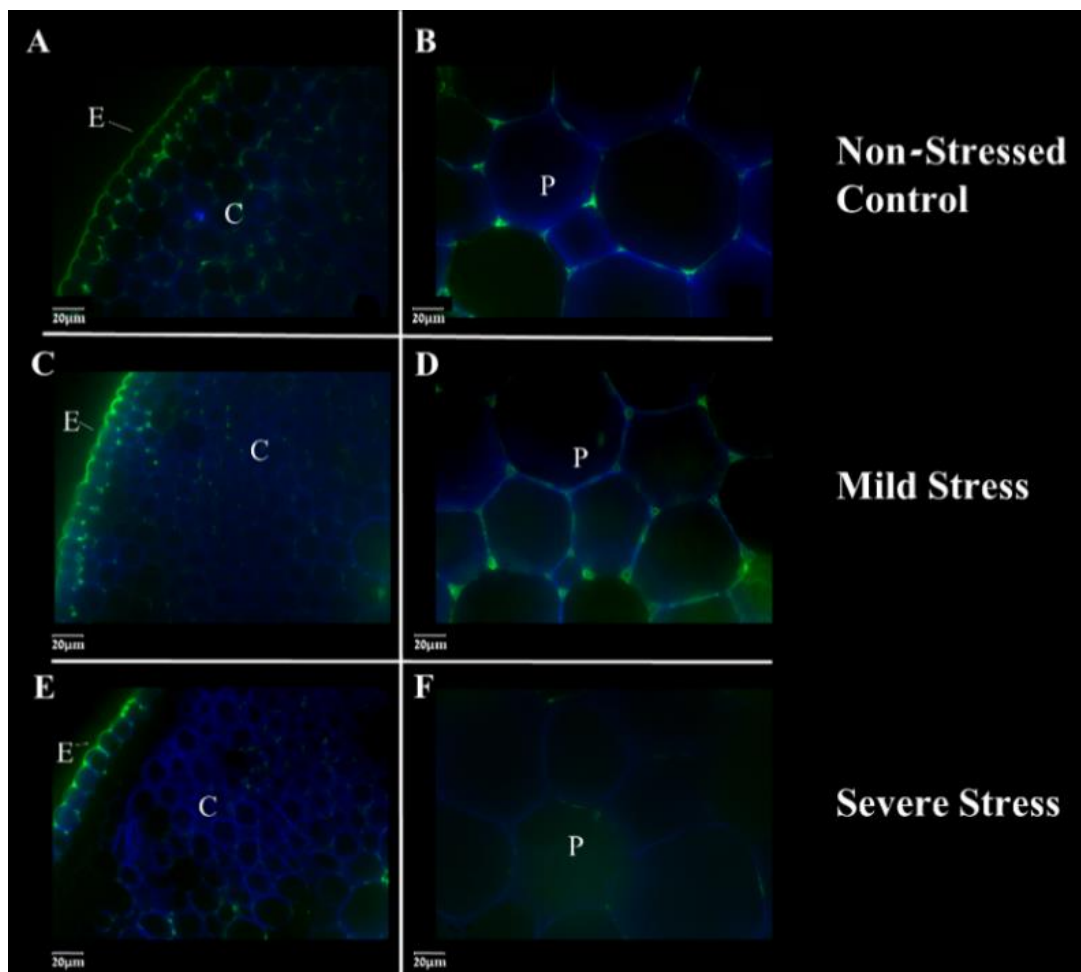 A
B
E
C
P
20μm
20μm
Non-Stressed
Control
C
D
E
C
P
20μm
20μm
Mild Stress
E
F
E
C
P
20μm
20μm
Severe Stress